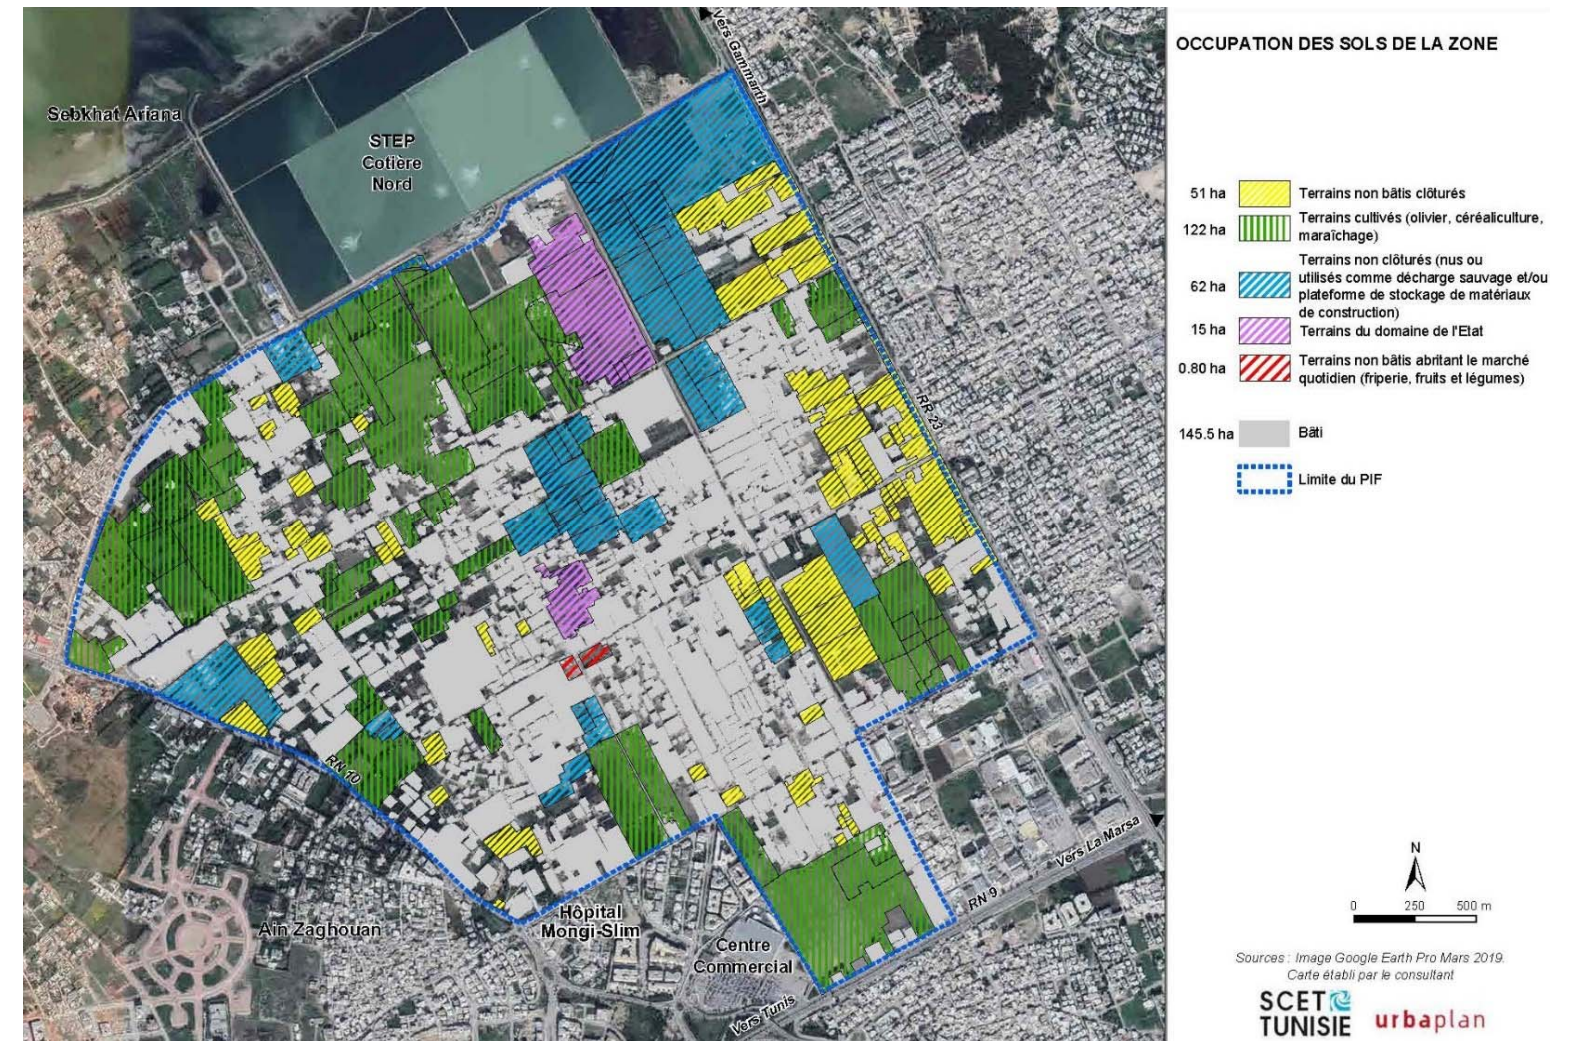 Vers Gammarth
OCCUPATION DES SOLS DE LA ZONE
Sebkhat Ariana
STEP
Cotière
Nord
51 ha
Terrains non bâtis clôturés
122 ha
Terrains cultivés (olivier, céréaliculture,
maraîchage)
62 ha
Terrains non clôturés (nus ou
utilisés comme décharge sauvage et/ou
plateforme de stockage de matériaux
de construction)
15 ha
Terrains du domaine de l'Etat
0.80 ha
Terrains non bâtis abritant le marché
quotidien (friperie, fruits et légumes)
145.5 ha
Bâti
Limite du PIF
RR 23
RN 10
Vers La Marsa
RN 9
Ain Zaghouan
Hôpital
Mongi-Slim
Centre
Commercial
Vers Tunis
N
0 250 500 m
Sources : Image Google Earth Pro Mars 2019.
Carte établi par le consultant
SCET
TUNISIE
urbaplan